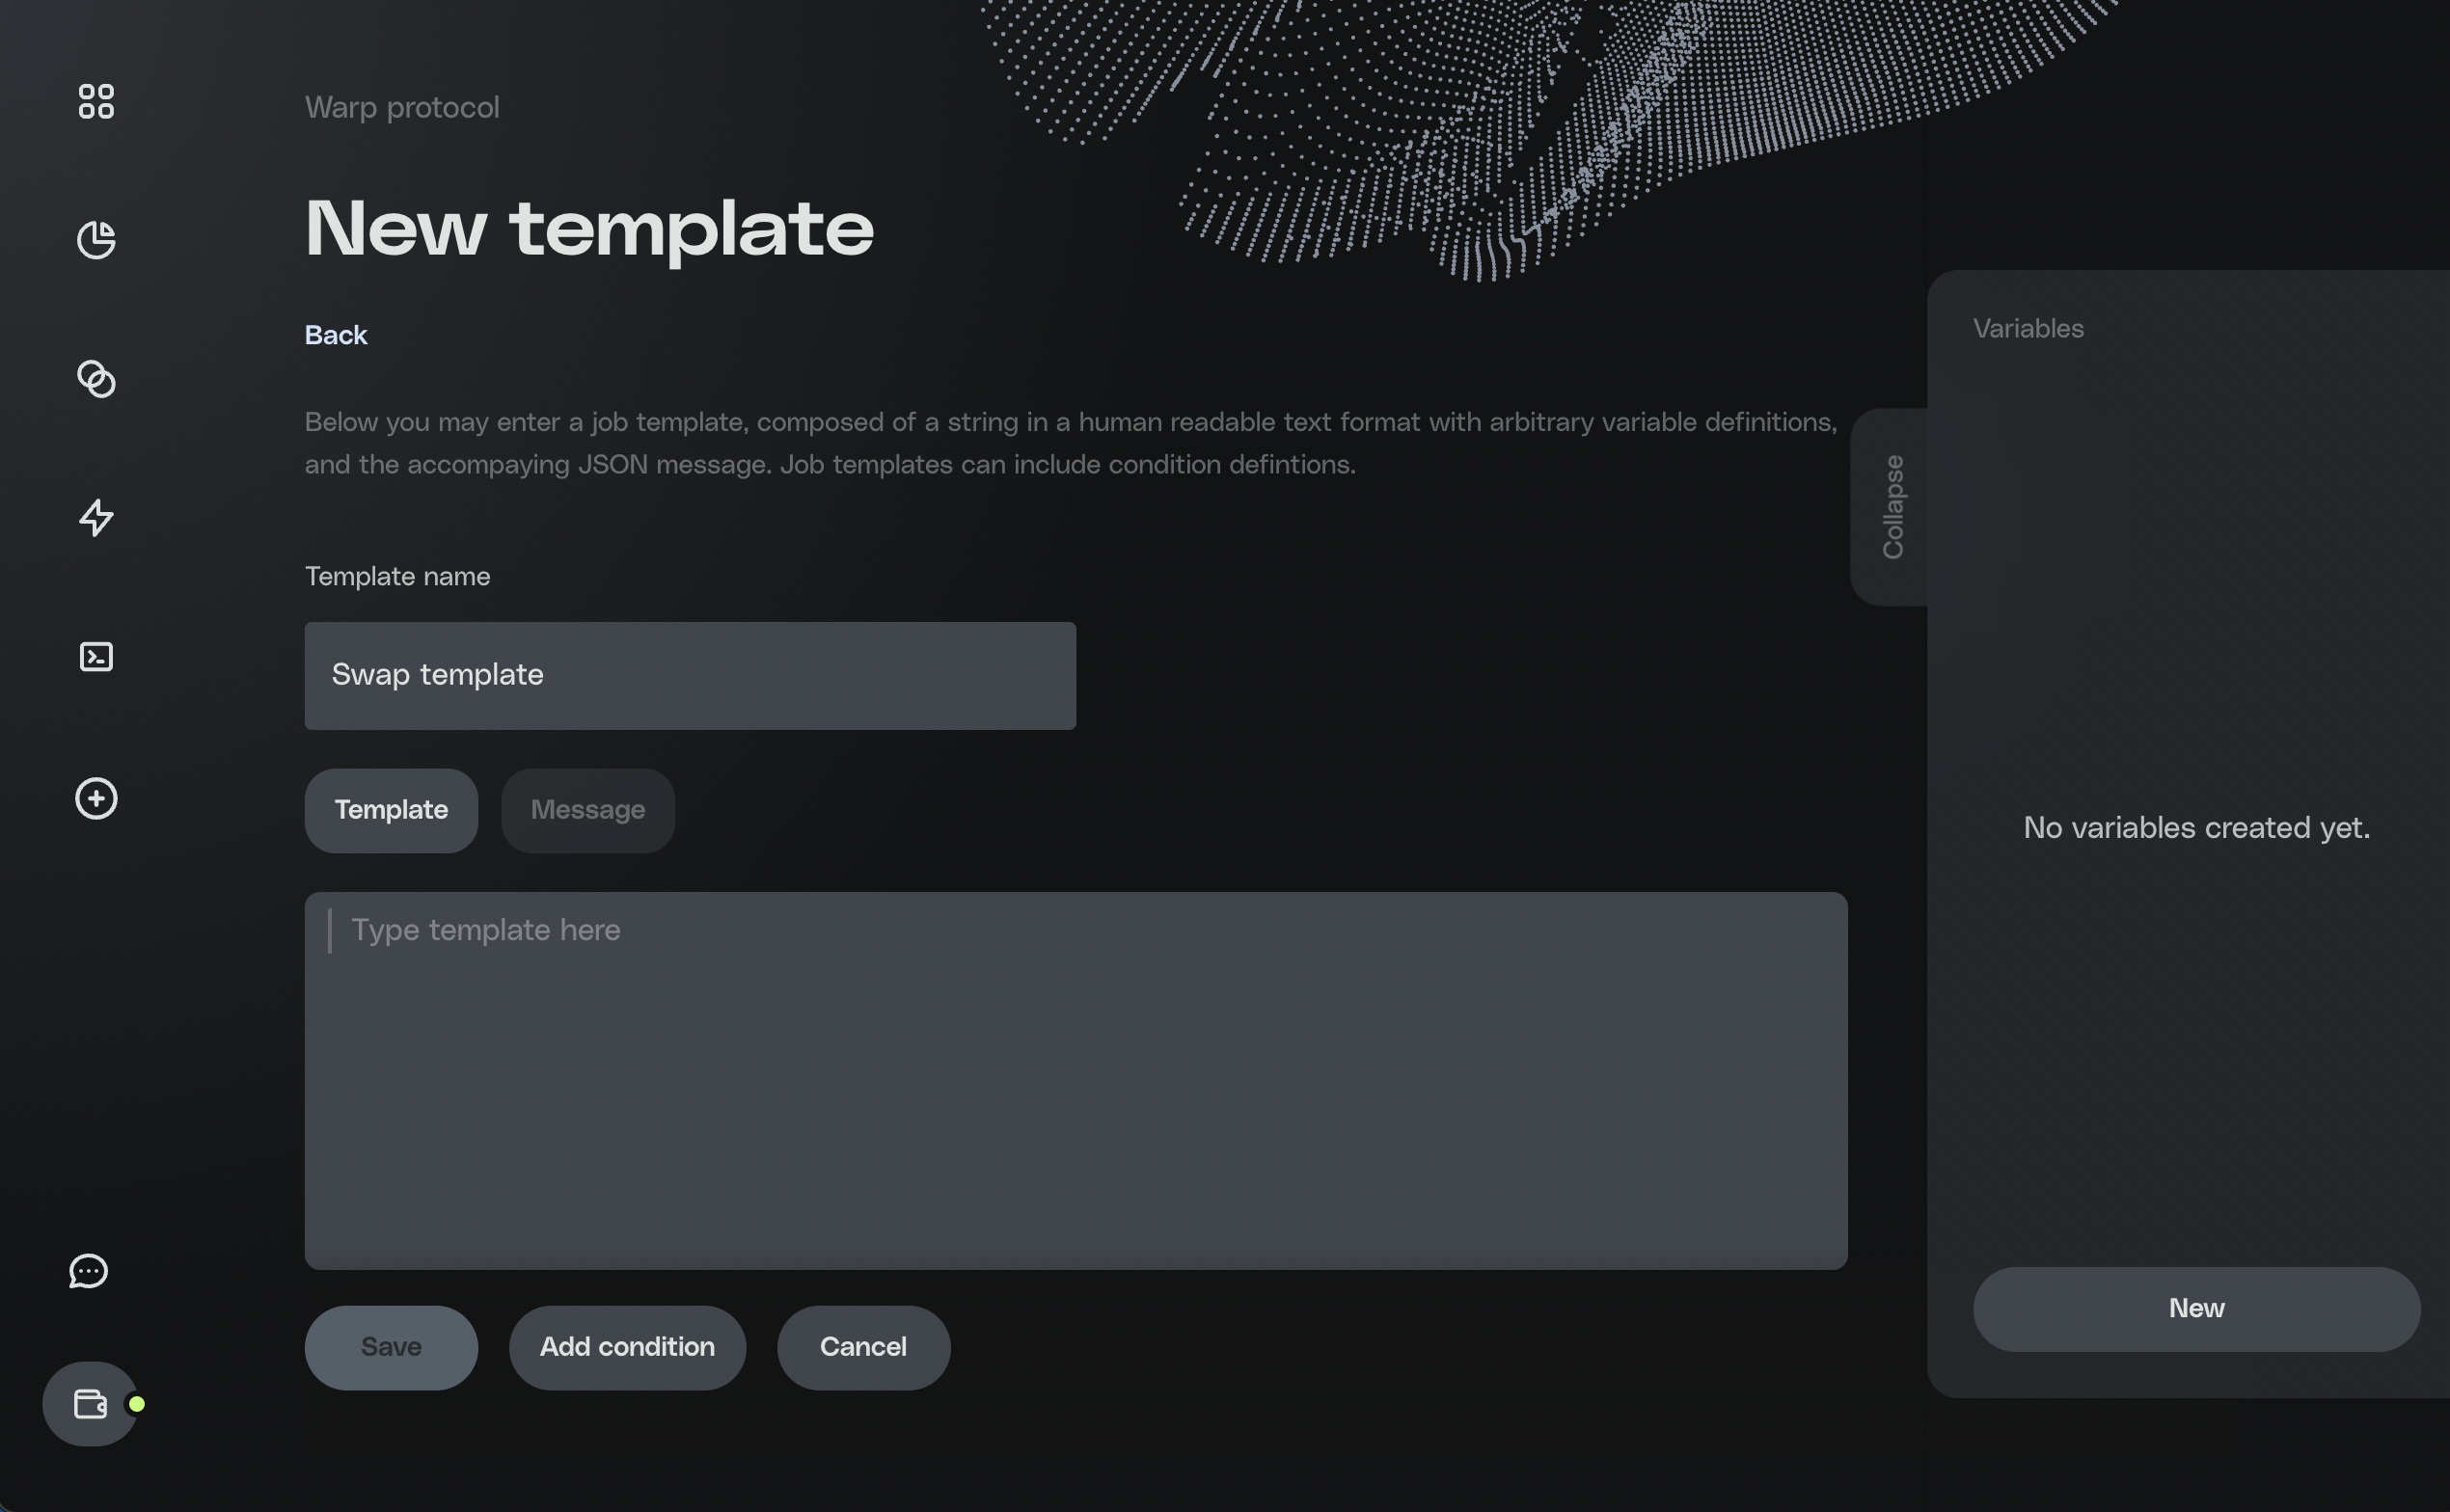 Warp protocol
New template
Back
Below you may enter a job template, composed of a string in a human readable text format with arbitrary variable definitions,
and the accompaying JSON message. Job templates can include condition defintions.
Template name
Swap template
Template
Message
Type template here
Save
Add condition
Cancel
Collapse
Variables
No variables created yet.
New